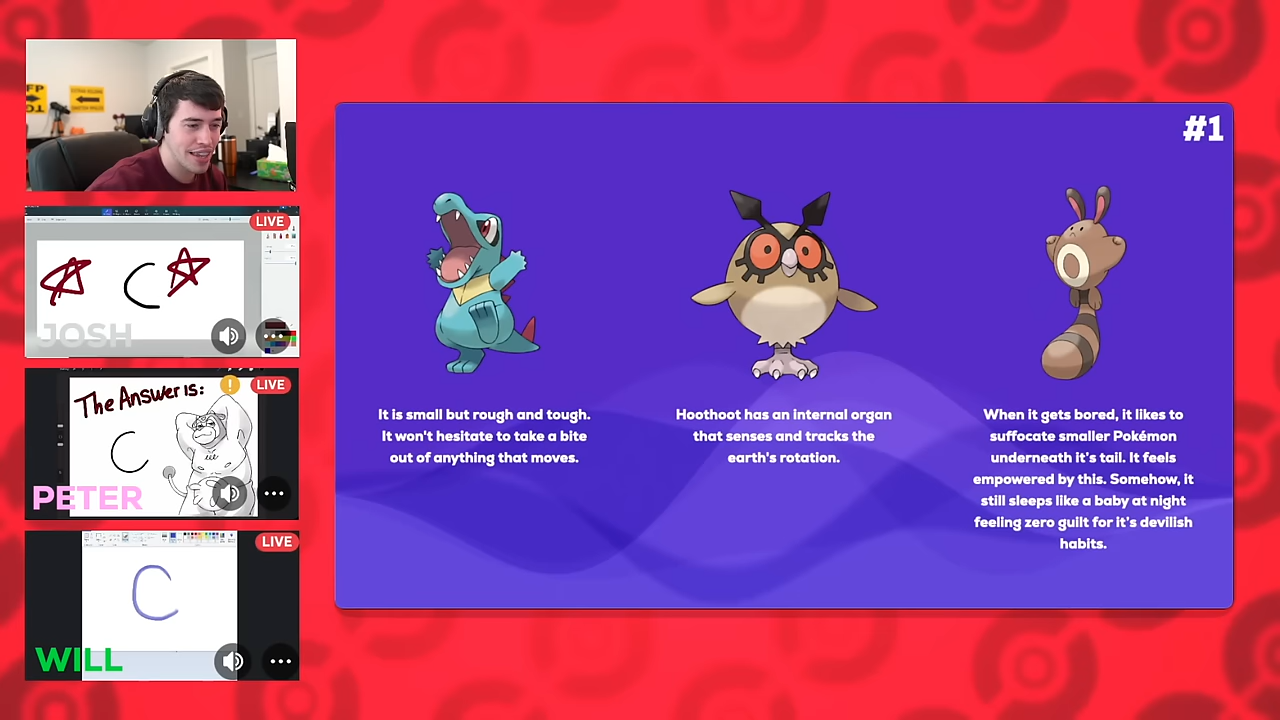 #1
LIVE
C
JOSH
The Answer is:
!
LIVE
C
PETER
LIVE
C
WILL
It is small but rough and tough.
It won't hesitate to take a bite
out of anything that moves.
Hoothoot has an internal organ
that senses and tracks the
earth's rotation.
When it gets bored, it likes to
suffocate smaller Pokémon
underneath it's tail. It feels
empowered by this. Somehow, it
still sleeps like a baby at night
feeling zero guilt for it's devilish
habits.